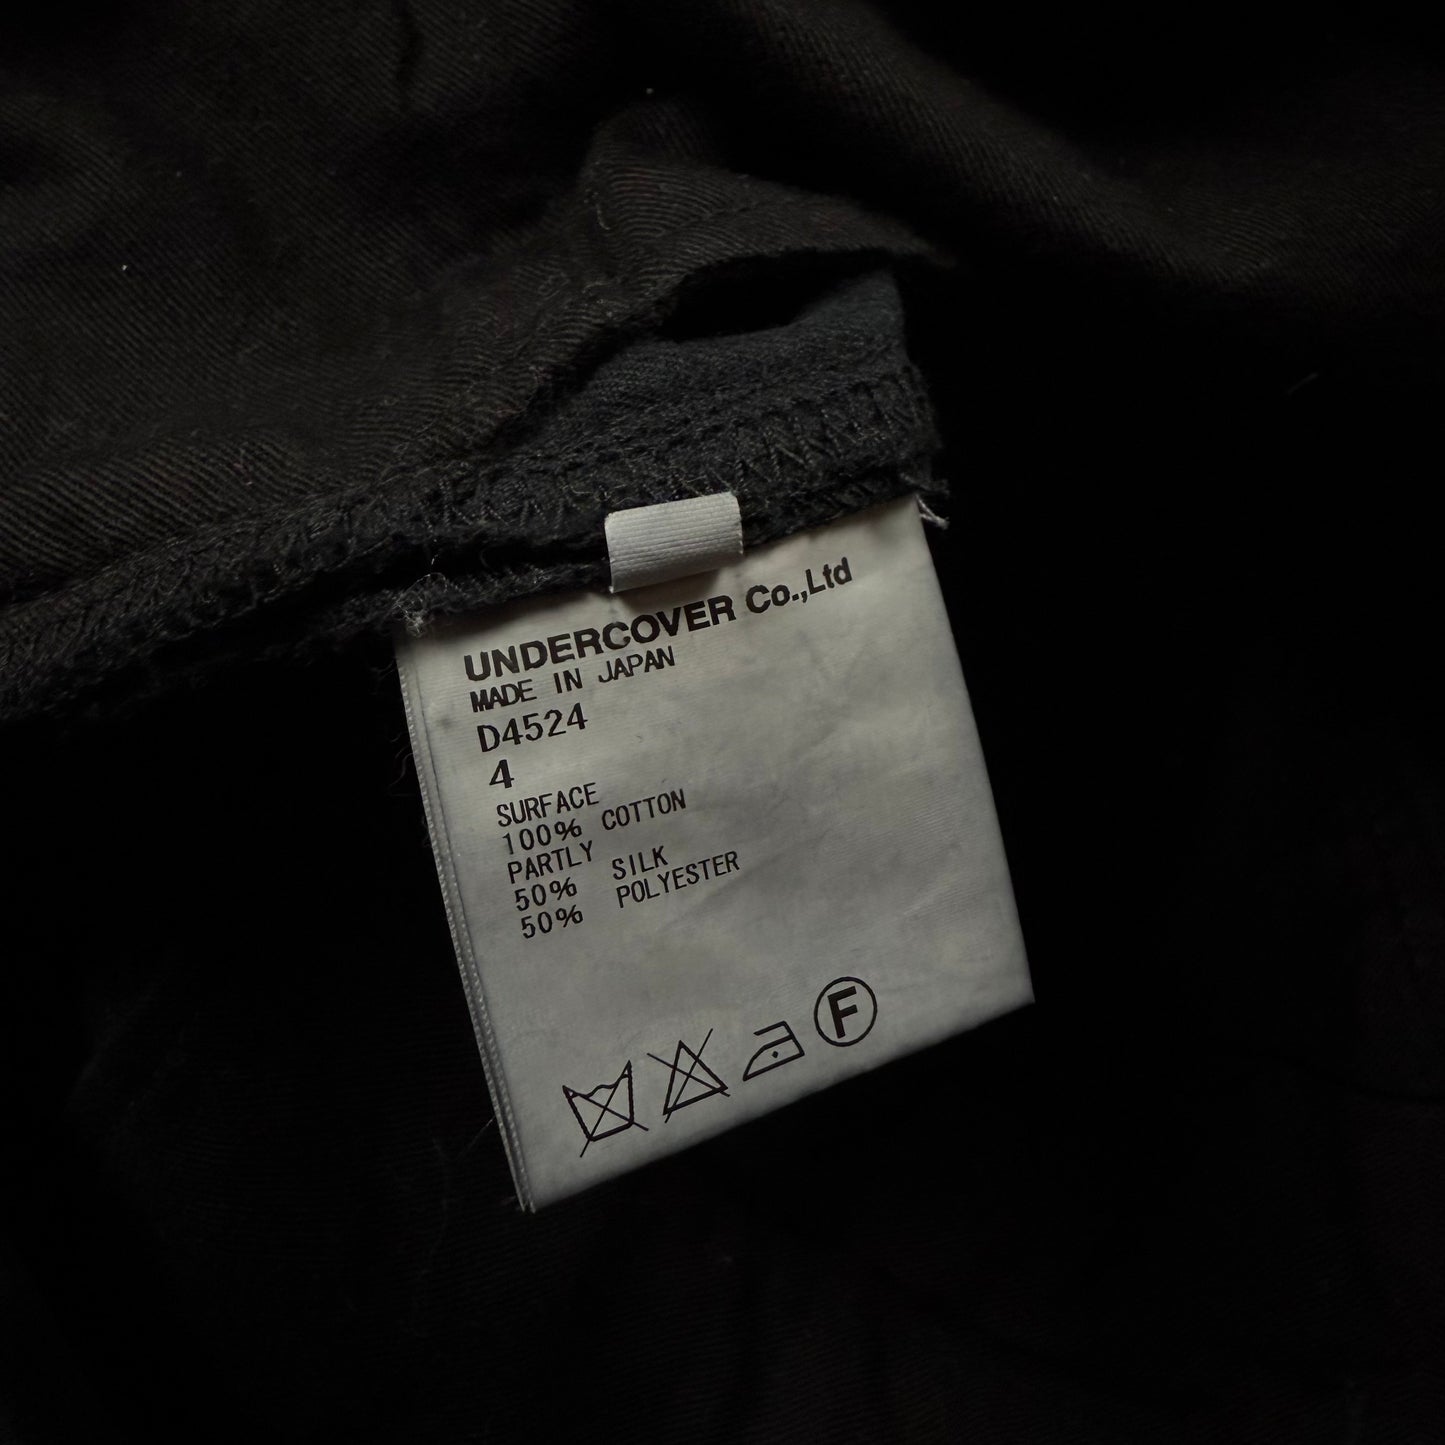 UNDERCOVER Co.,Ltd
MADE IN JAPAN
D4524
4
SURFACE
100% COTTON
PARTLY
50% SILK
50% POLYESTER
F